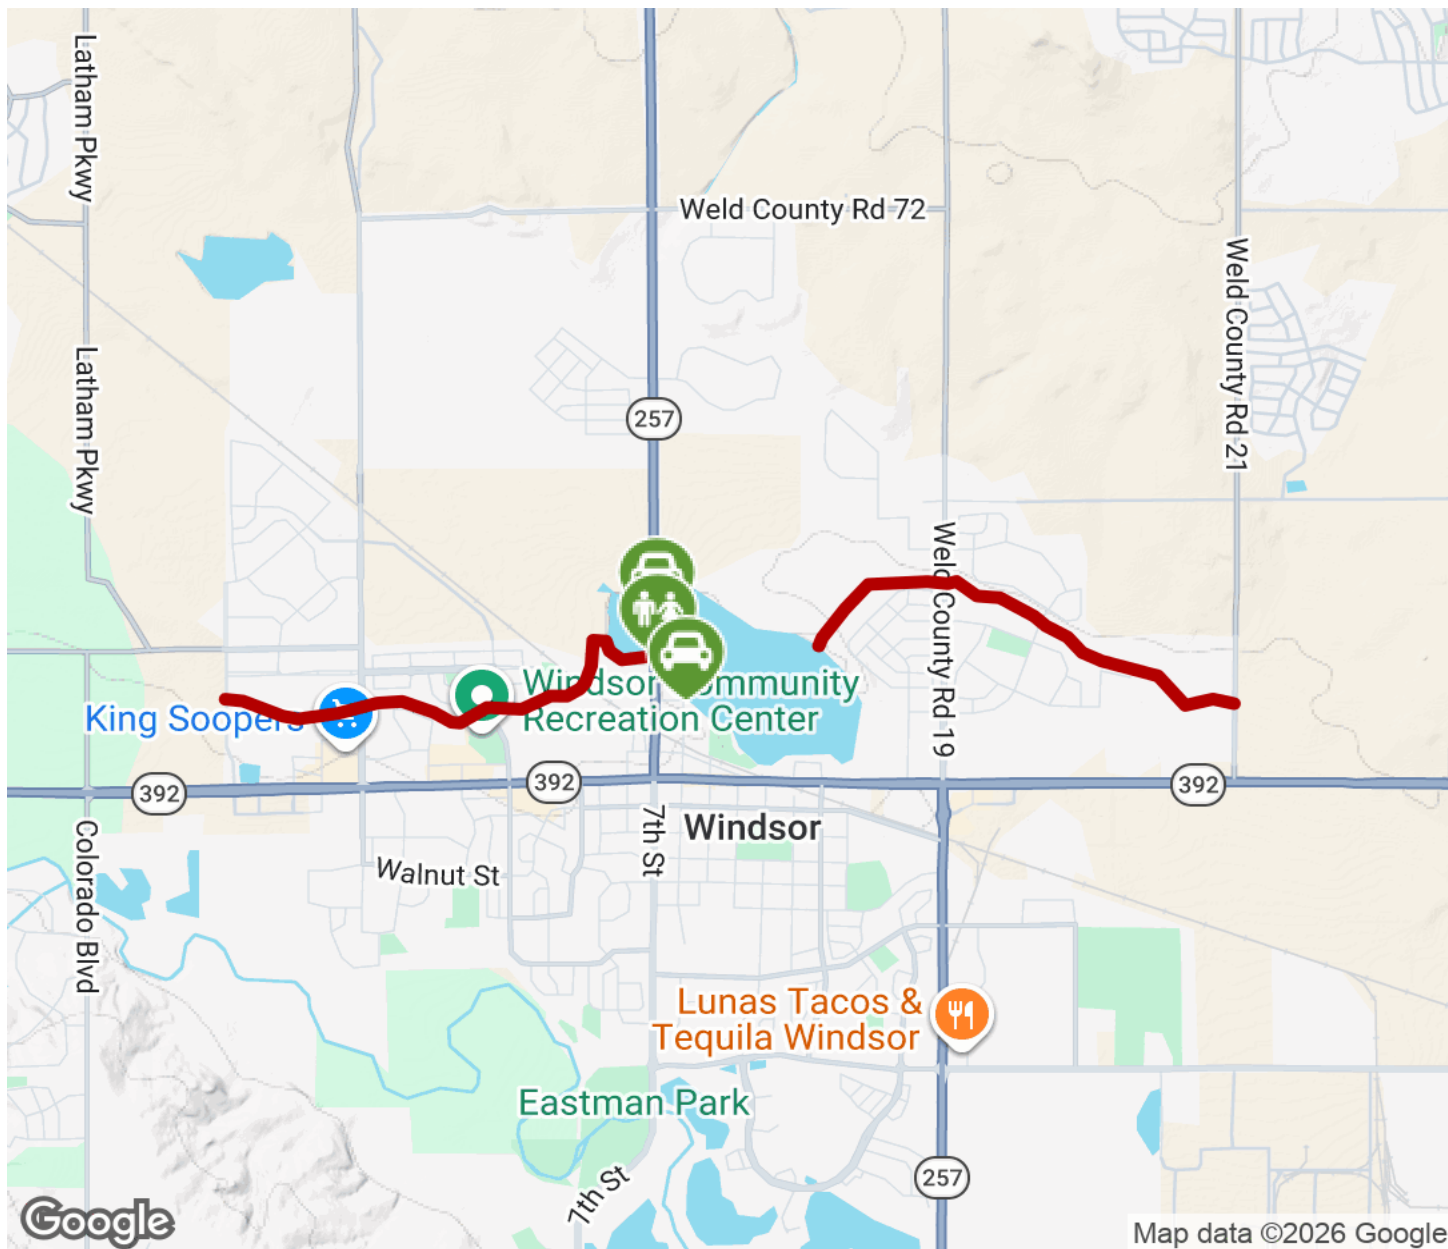 Latham Pkwy
Weld County Rd 72
Weld County Rd 21
Latham Pkwy
257
Weld County Rd 19
Windsor Community
Recreation Center
King Soopers
392
392
392
7th St
Windsor
Walnut St
Colorado Blvd
Lunas Tacos &
Tequila Windsor
Eastman Park
7th St
257
Google
Map data ©2026 Google